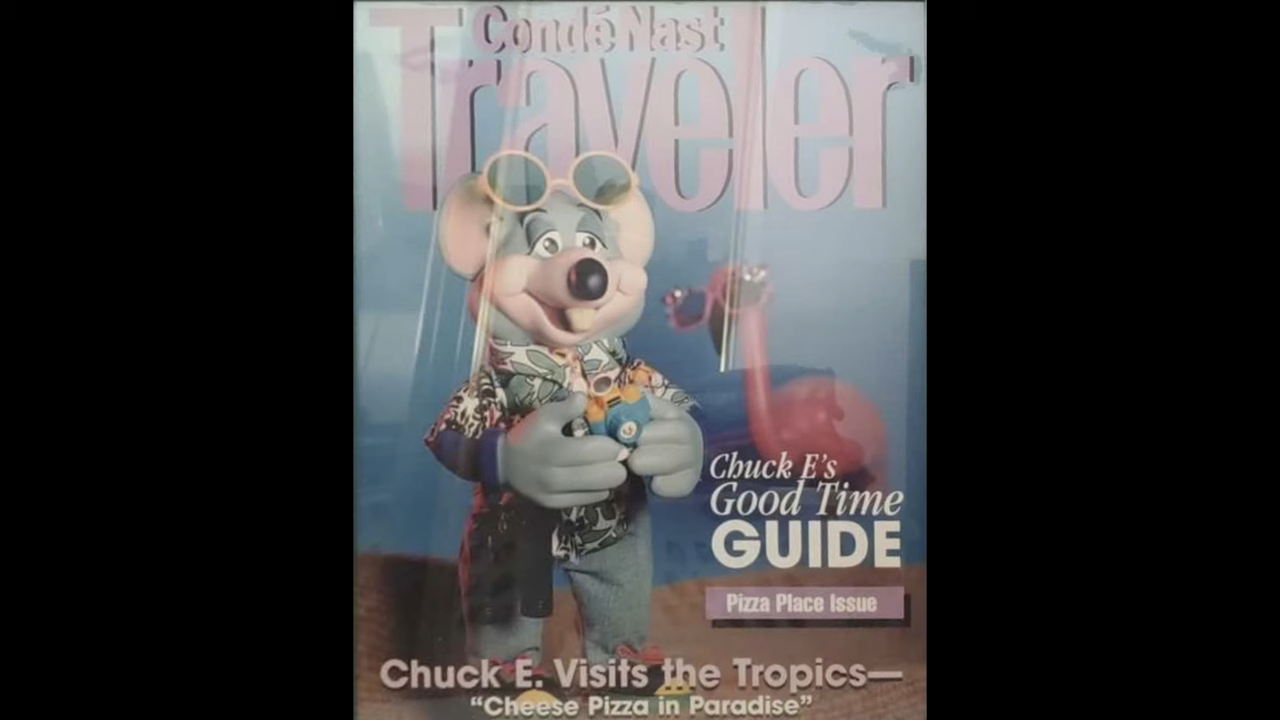 Condé Nast
Traveler
Chuck E's
Good Time
GUIDE
Pizza Place Issue
Chuck E. Visits the Tropics—
“Cheese Pizza in Paradise”